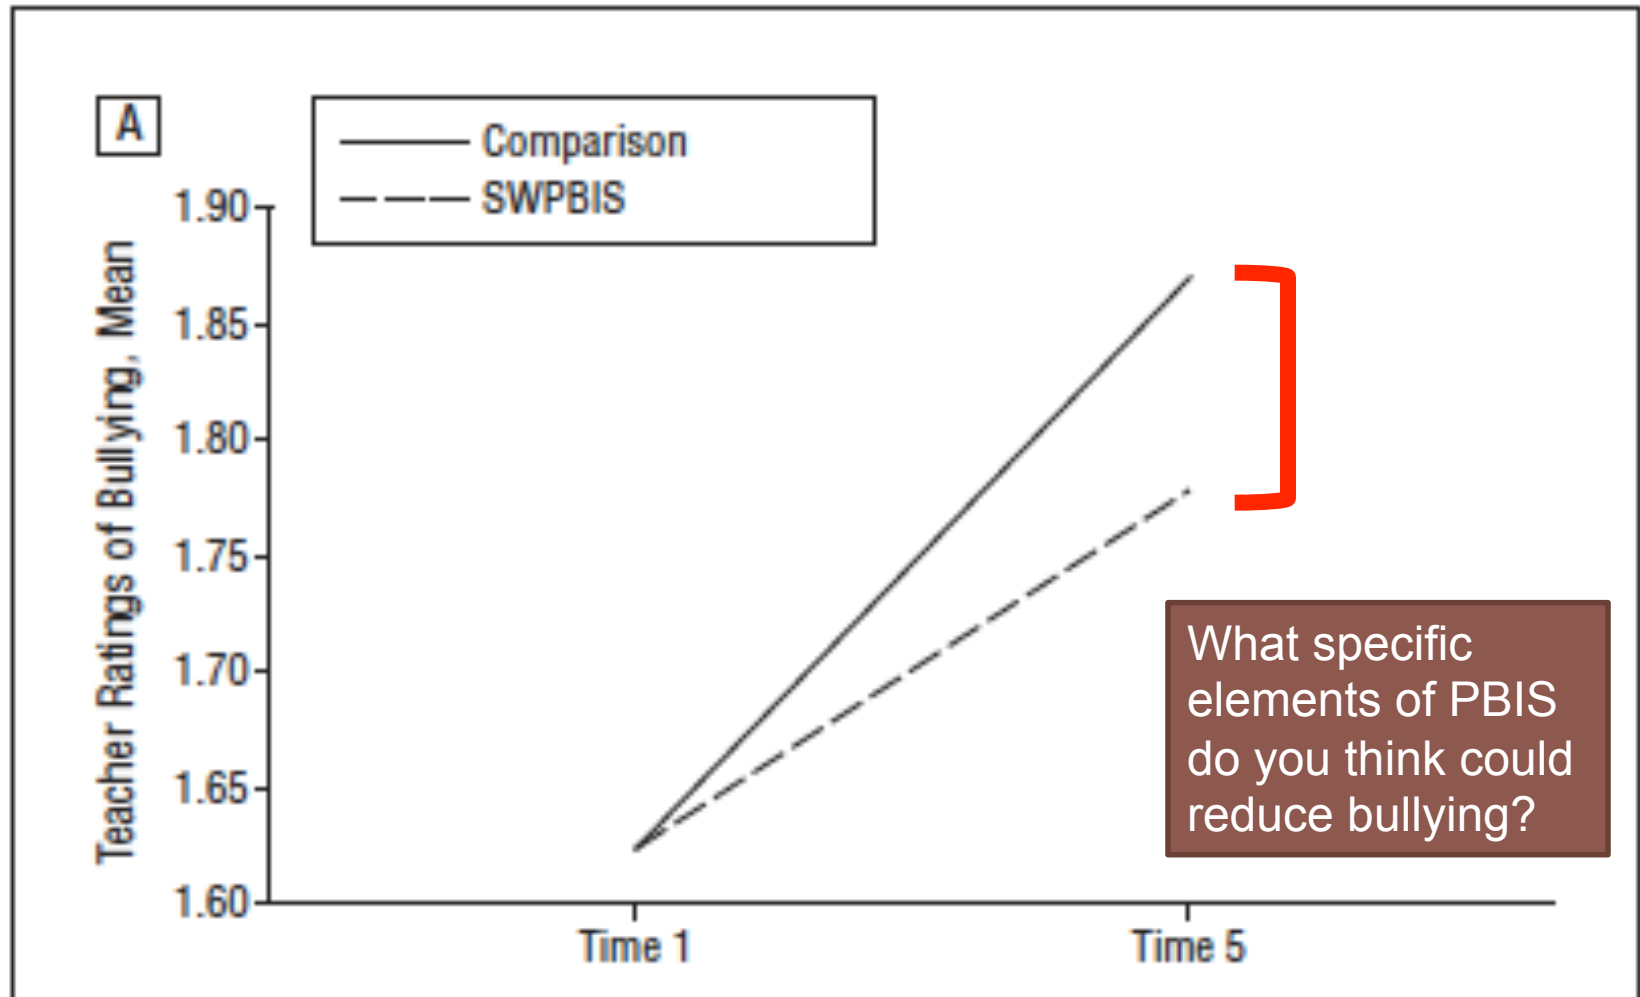 A
Comparison
SWPBIS
Teacher Ratings of Bullying, Mean
1.90
1.85
1.80
1.75
1.70
1.65
1.60
Time 1
Time 5
What specific
elements of PBIS
do you think could
reduce bullying?